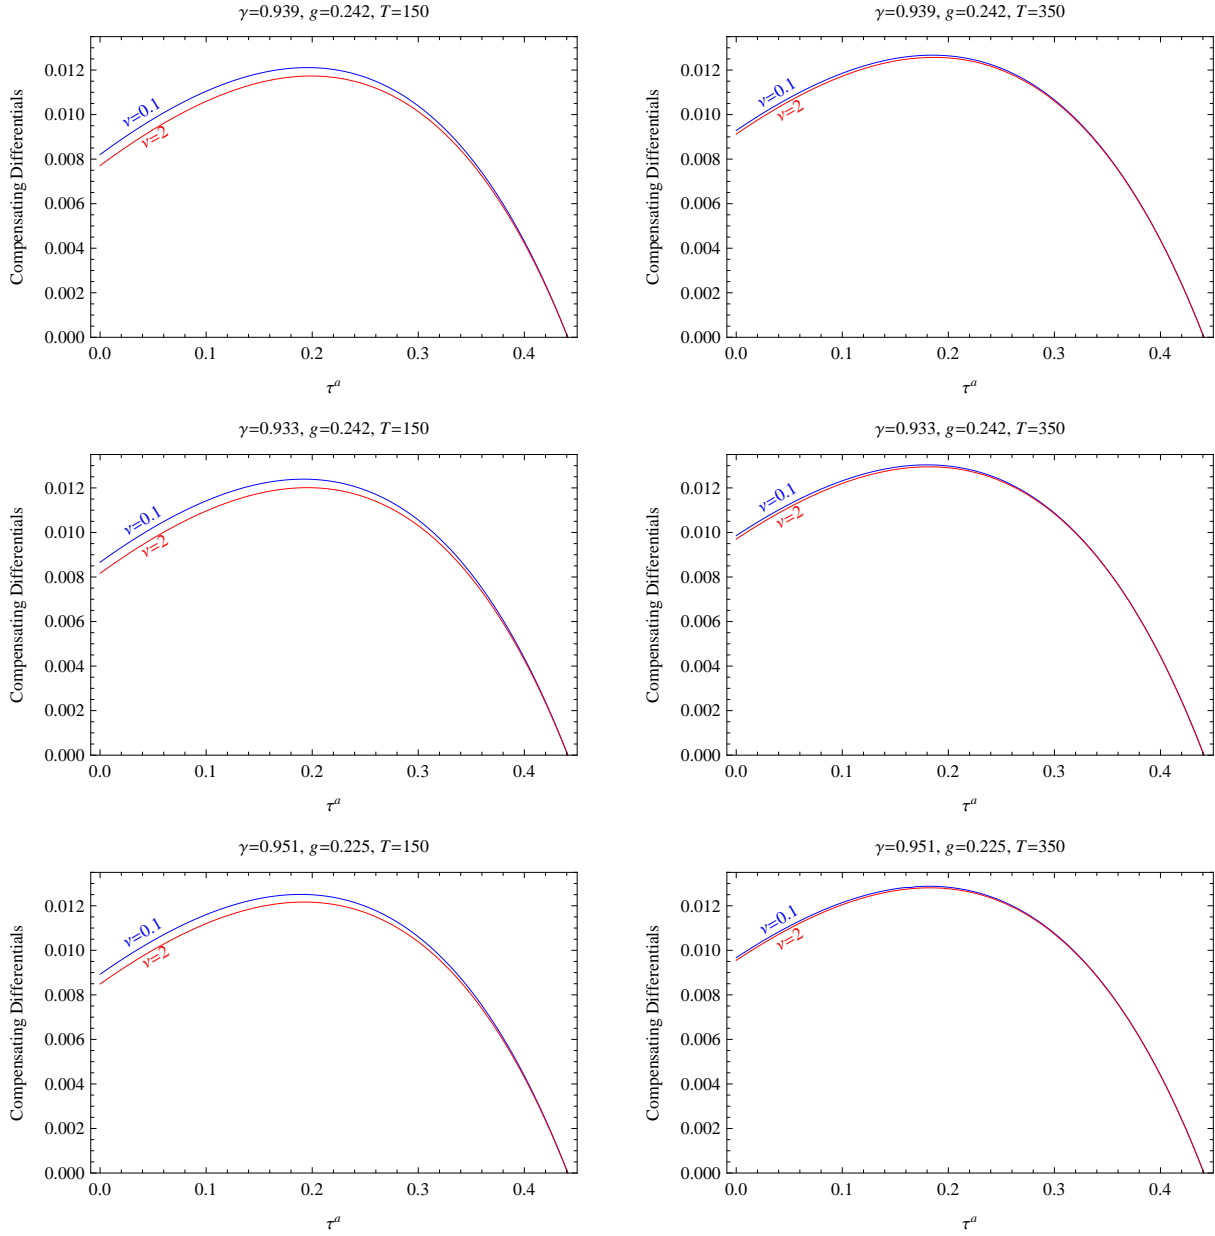 γ=0.939, g=0.242, T=150
Compensating Differentials
0.012
0.010
0.008
0.006
0.004
0.002
0.000
ν=0.1
ν=2
0.0 0.1 0.2 0.3 0.4
τ^a
γ=0.939, g=0.242, T=350
Compensating Differentials
0.012
0.010
0.008
0.006
0.004
0.002
0.000
ν=0.1
ν=2
0.0 0.1 0.2 0.3 0.4
τ^a
γ=0.933, g=0.242, T=150
Compensating Differentials
0.012
0.010
0.008
0.006
0.004
0.002
0.000
ν=0.1
ν=2
0.0 0.1 0.2 0.3 0.4
τ^a
γ=0.933, g=0.242, T=350
Compensating Differentials
0.012
0.010
0.008
0.006
0.004
0.002
0.000
ν=0.1
ν=2
0.0 0.1 0.2 0.3 0.4
τ^a
γ=0.951, g=0.225, T=150
Compensating Differentials
0.012
0.010
0.008
0.006
0.004
0.002
0.000
ν=0.1
ν=2
0.0 0.1 0.2 0.3 0.4
τ^a
γ=0.951, g=0.225, T=350
Compensating Differentials
0.012
0.010
0.008
0.006
0.004
0.002
0.000
ν=0.1
ν=2
0.0 0.1 0.2 0.3 0.4
τ^a